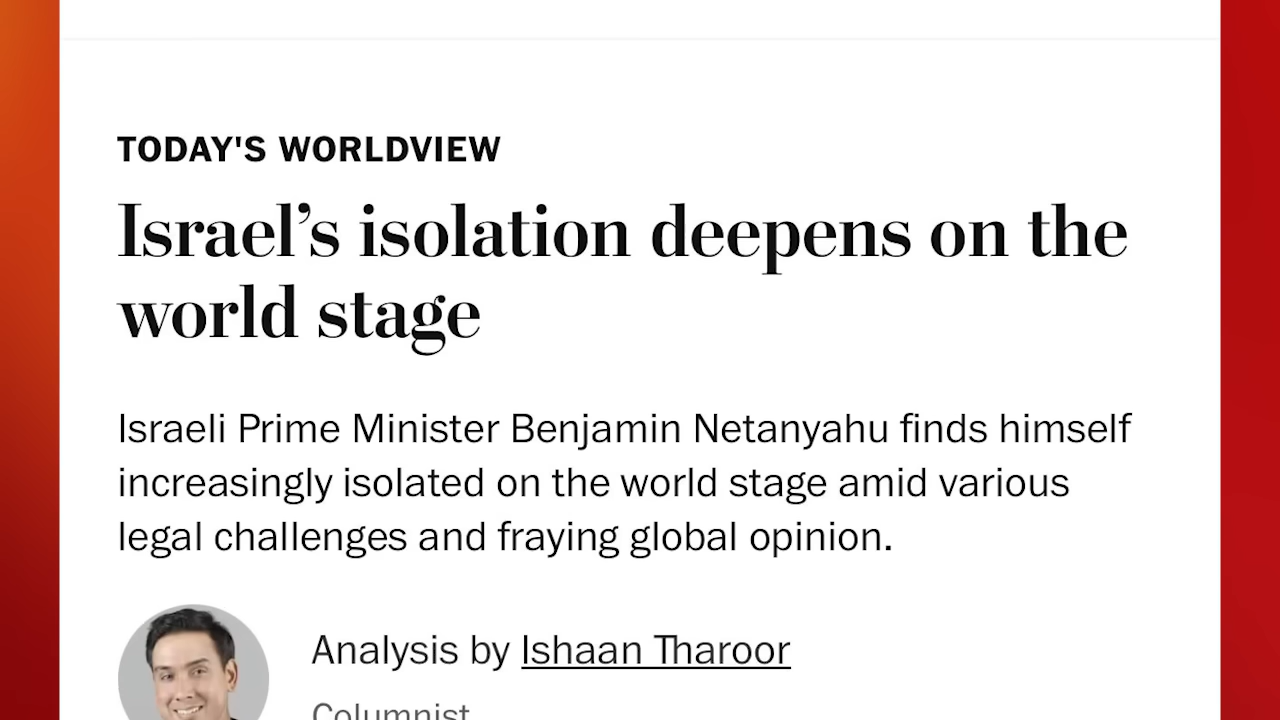 TODAY'S WORLDVIEW
Israel’s isolation deepens on the
world stage
Israeli Prime Minister Benjamin Netanyahu finds himself
increasingly isolated on the world stage amid various
legal challenges and fraying global opinion.
Analysis by Ishaan Tharoor
Columnist